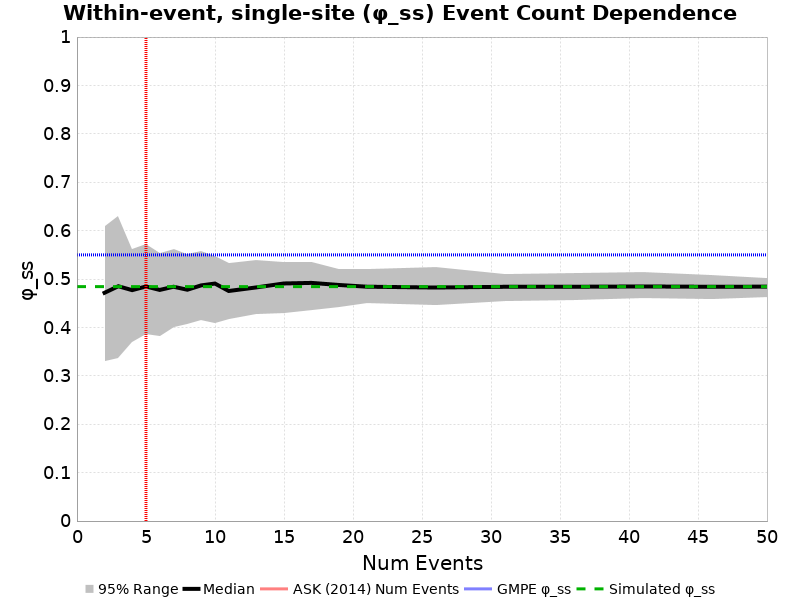 Within-event, single-site (φ_ss) Event Count Dependence
1
0.9
0.8
0.7
0.6
0.5
0.4
0.3
0.2
0.1
0
φ_ss
0 5 10 15 20 25 30 35 40 45 50
Num Events
95% Range Median ASK (2014) Num Events GMPE φ_ss Simulated φ_ss